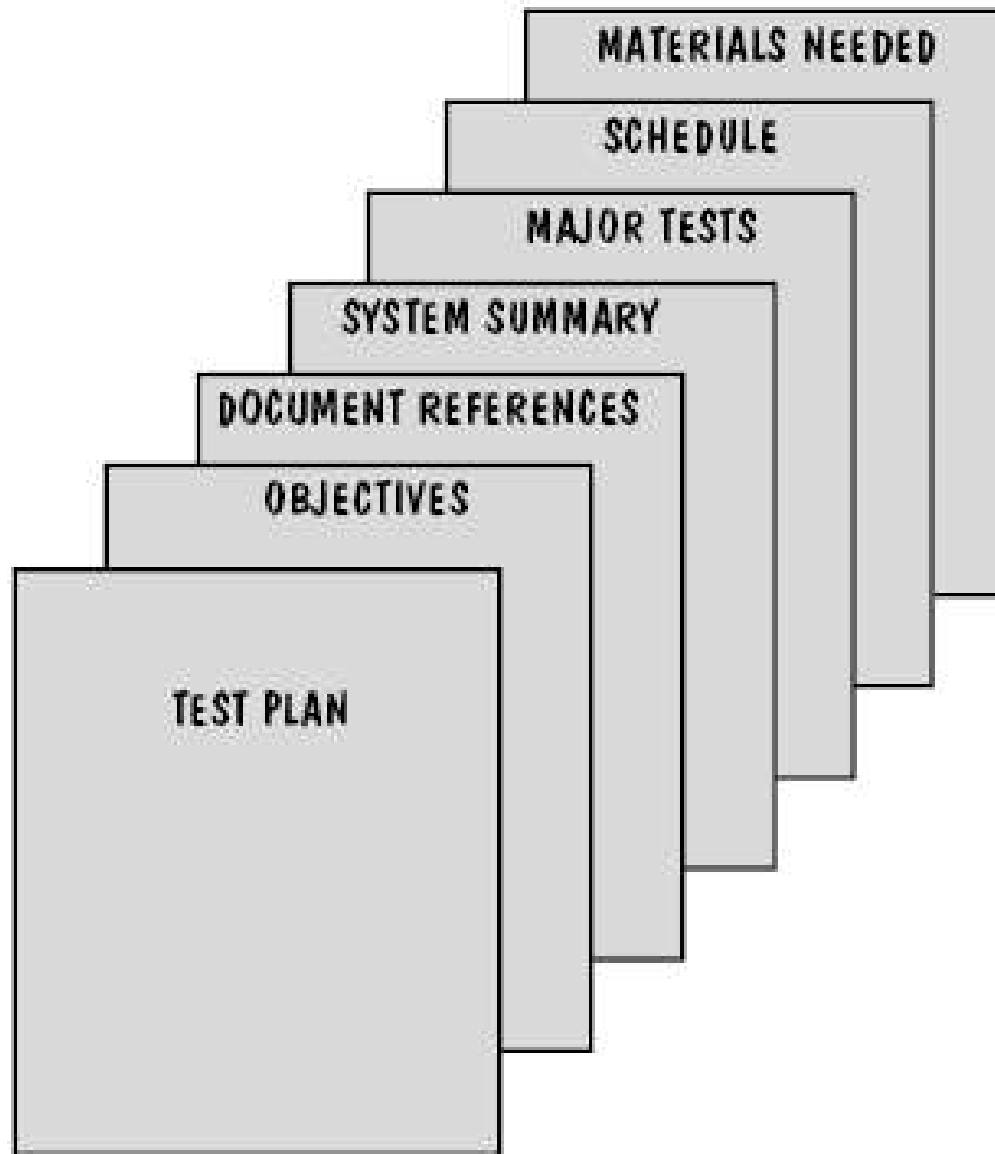 MATERIALS NEEDED
SCHEDULE
MAJOR TESTS
SYSTEM SUMMARY
DOCUMENT REFERENCES
OBJECTIVES
TEST PLAN